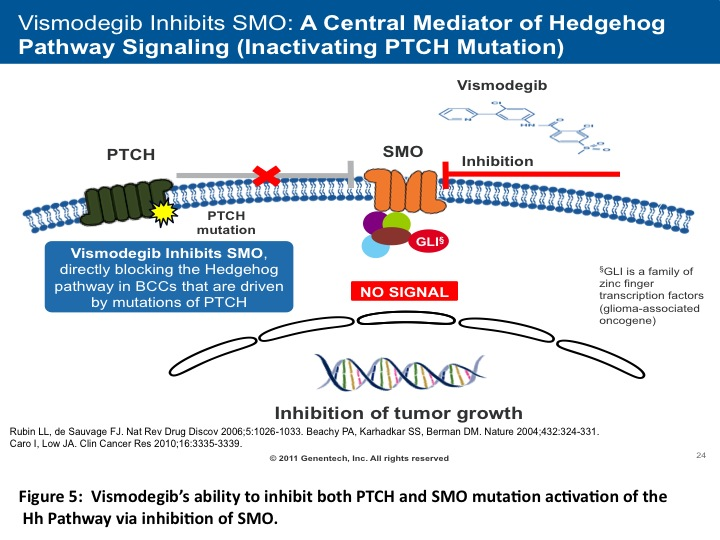 Vismodegib Inhibits SMO: A Central Mediator of Hedgehog
Pathway Signaling (Inactivating PTCH Mutation)
Vismodegib
Cl
N
HN
O
Cl
S
O
O
PTCH
SMO
Inhibition
PTCH
mutation
GLI§
Vismodegib Inhibits SMO,
directly blocking the Hedgehog
pathway in BCCs that are driven
by mutations of PTCH
NO SIGNAL
§GLI is a family of
zinc finger
transcription factors
(glioma-associated
oncogene)
Inhibition of tumor growth
Rubin LL, de Sauvage FJ. Nat Rev Drug Discov 2006;5:1026-1033. Beachy PA, Karhadkar SS, Berman DM. Nature 2004;432:324-331.
Caro I, Low JA. Clin Cancer Res 2010;16:3335-3339.
© 2011 Genentech, Inc. All rights reserved
24
Figure 5: Vismodegib’s ability to inhibit both PTCH and SMO mutation activation of the
Hh Pathway via inhibition of SMO.